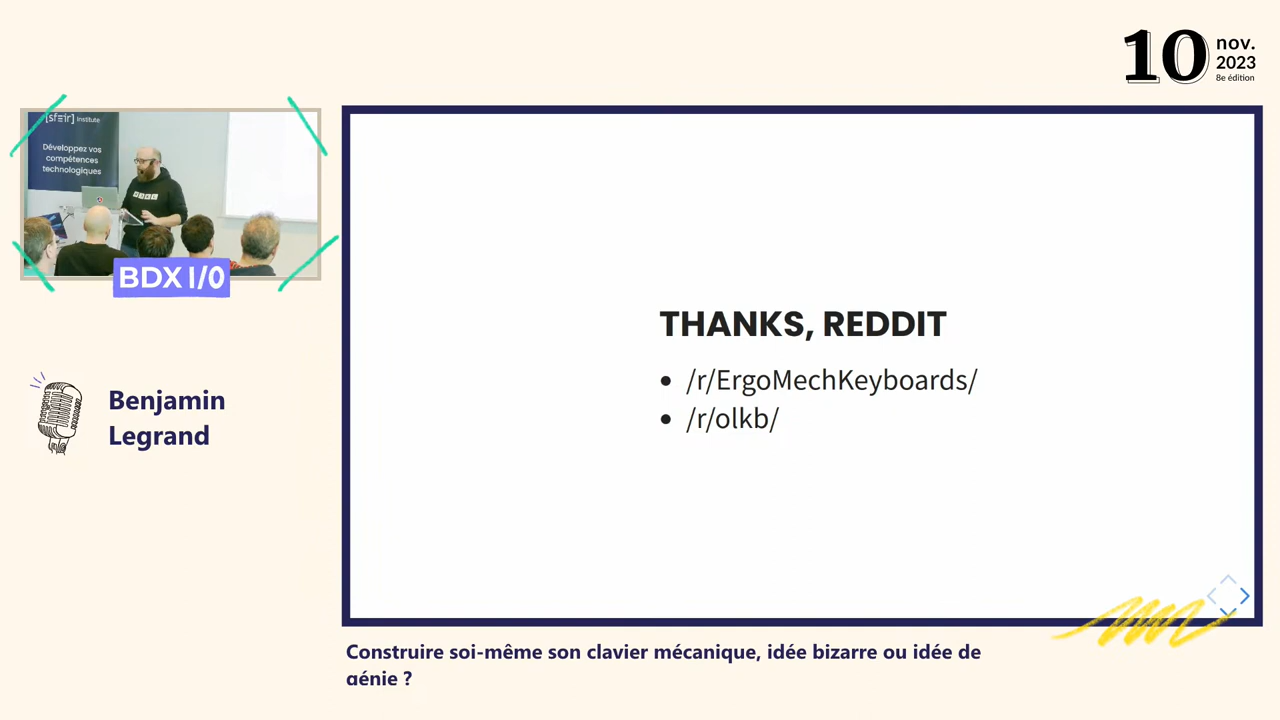 10 nov.
2023
8e édition
[sfeir] Institute
Développez vos
compétences
technologiques
BDX I/O
Benjamin
Legrand
THANKS, REDDIT
• /r/ErgoMechKeyboards/
• /r/olkb/
Construire soi-même son clavier mécanique, idée bizarre ou idée de
génie ?